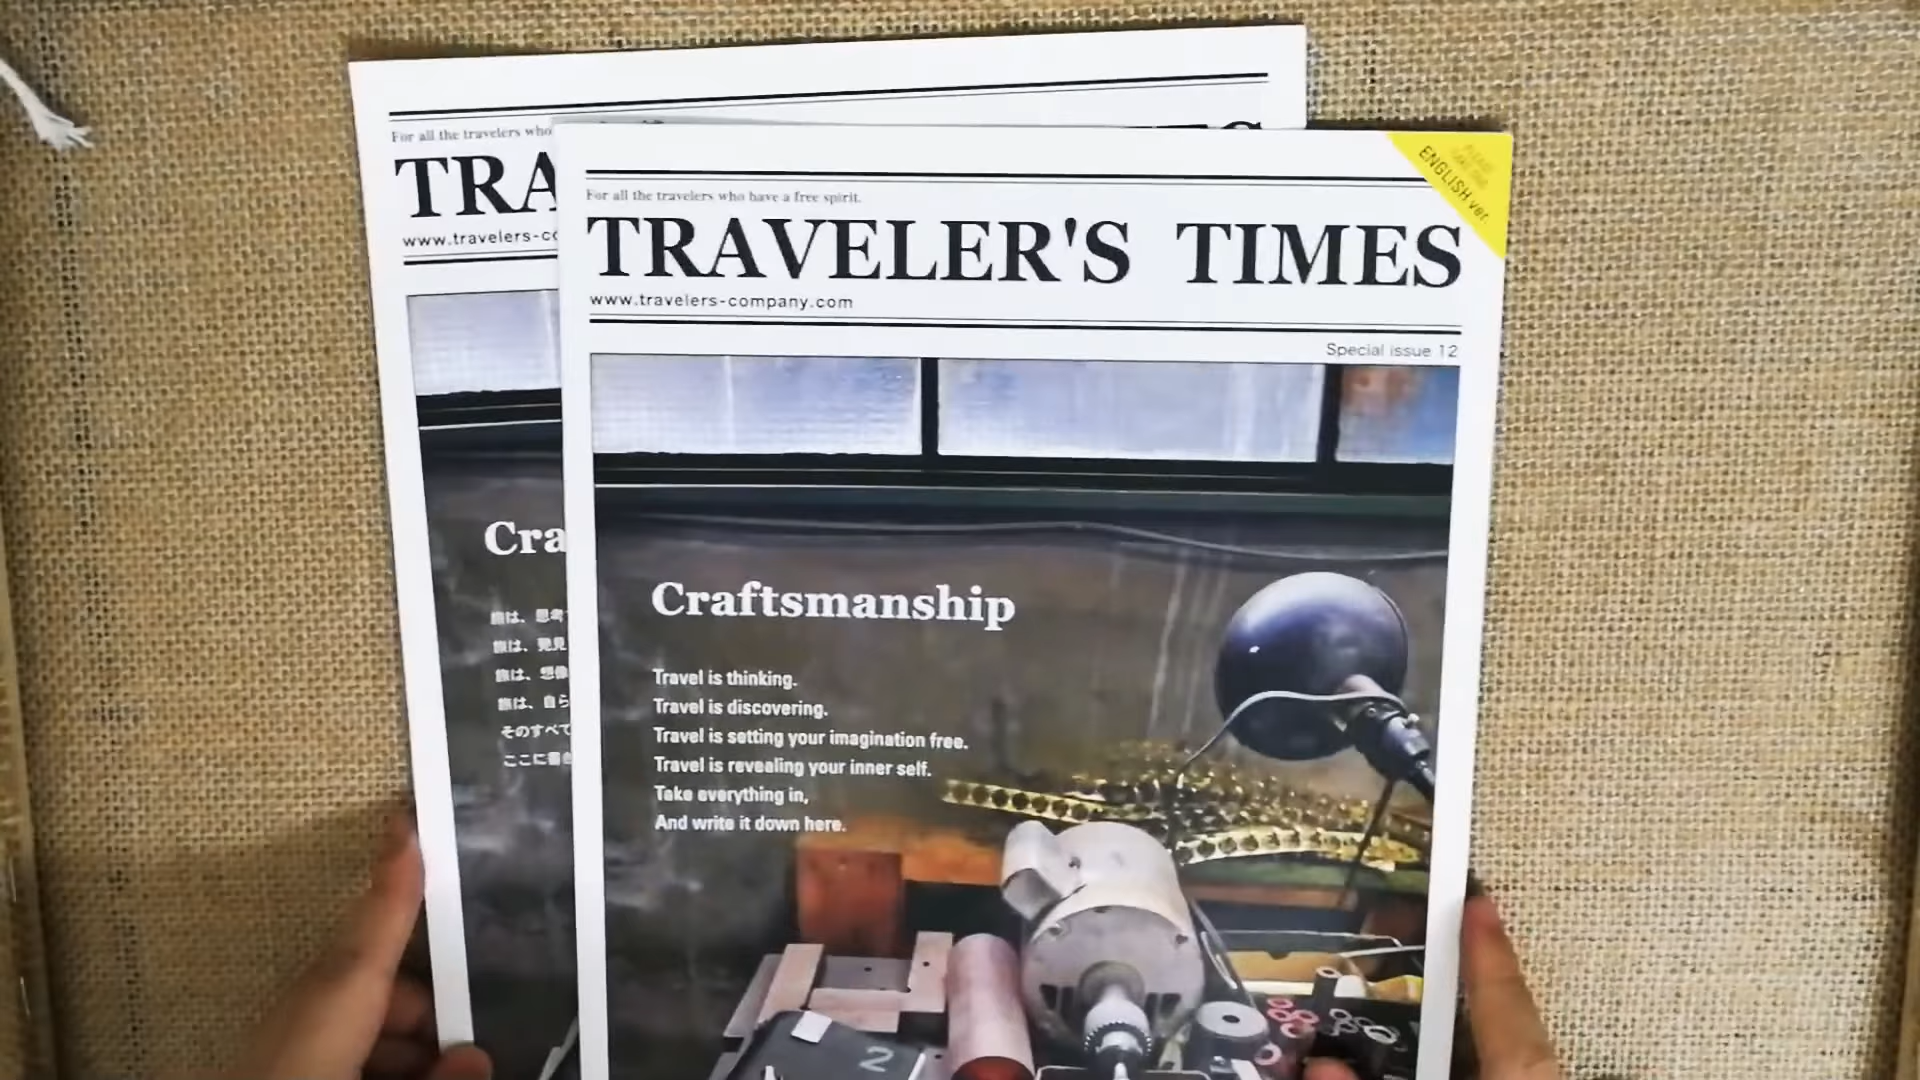 For all the travelers who
TRA
www.travelers-co
Cra
旅は、思考
旅は、発見
旅は、想像
旅は、自ら
そのすべて
ここに書き
For all the travelers who have a free spirit.
TRAVELER'S TIMES
www.travelers-company.com
ENGLISH ver.
Special issue 12
Craftsmanship
Travel is thinking.
Travel is discovering.
Travel is setting your imagination free.
Travel is revealing your inner self.
Take everything in,
And write it down here.
2